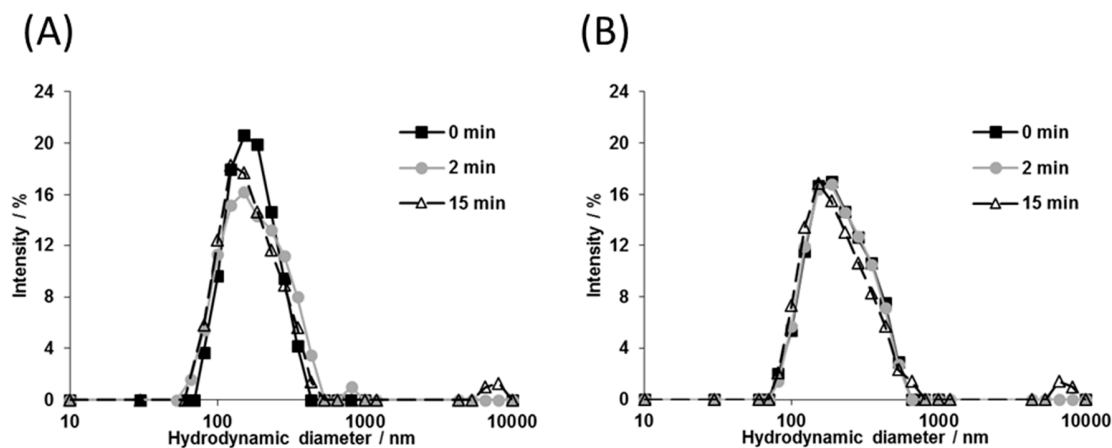 (A)
24
20
16
12
8
4
0
Intensity / %
10
100
1000
10000
Hydrodynamic diameter / nm
0 min
2 min
15 min
(B)
24
20
16
12
8
4
0
Intensity / %
10
100
1000
10000
Hydrodynamic diameter / nm
0 min
2 min
15 min